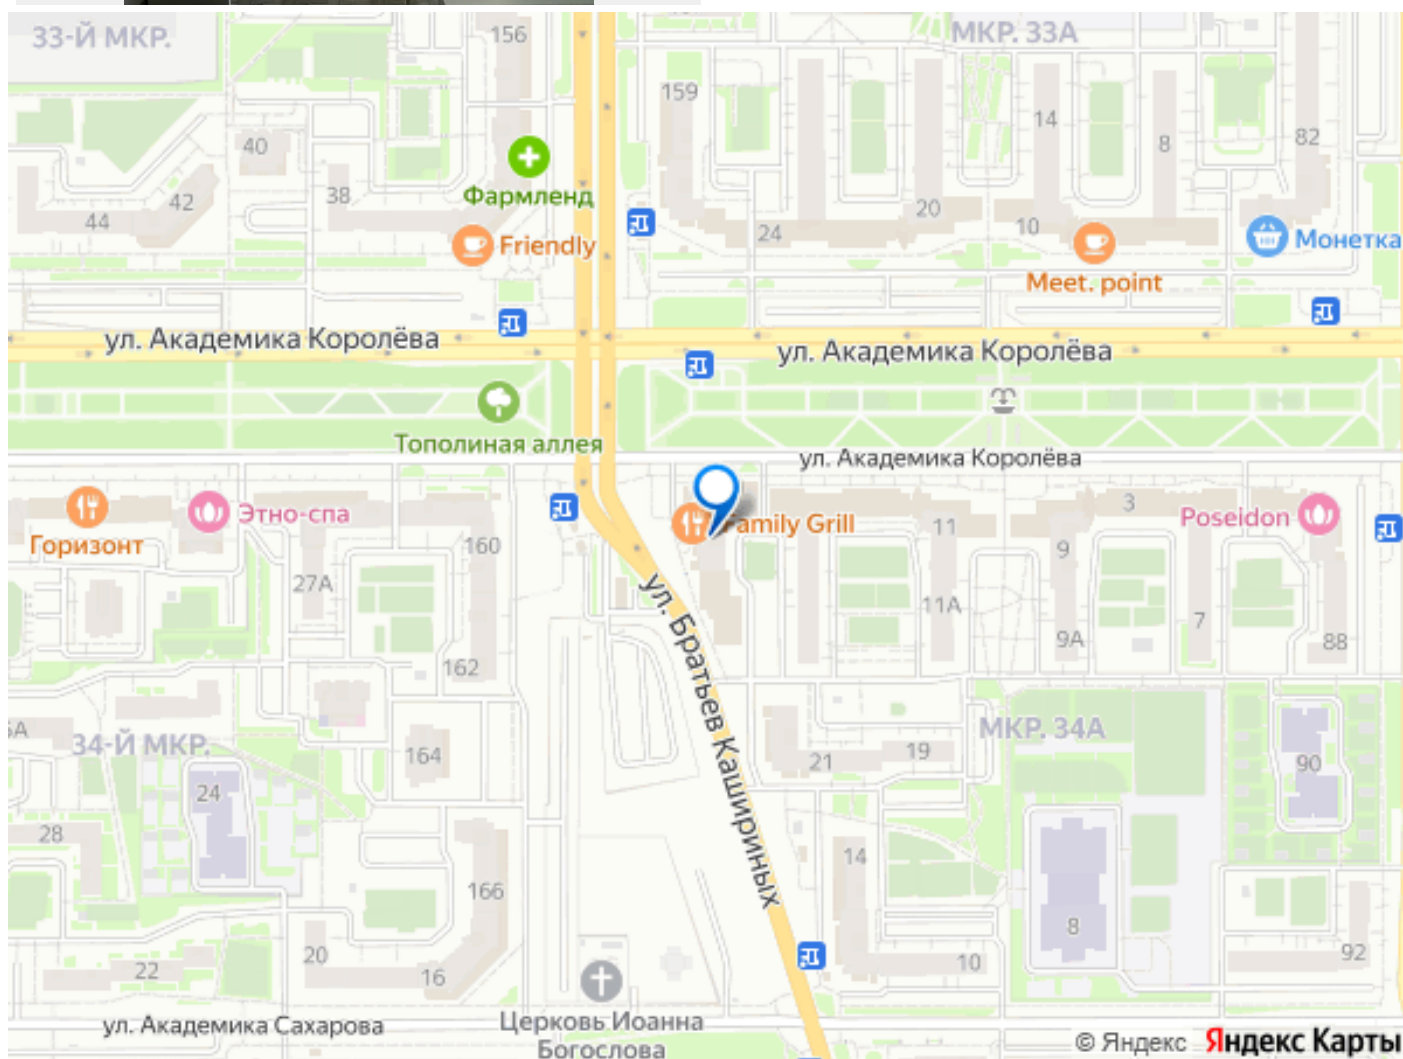 33-Й МКР.
156
МКР. 33А
159
14
8
82
40
Фармленд
38
42
44
20
10
24
Friendly
Монетка
Meet. point
ул. Академика Королёва
ул. Академика Королёва
Тополиная аллея
ул. Академика Королёва
Горизонт
Этно-спа
Family Grill
11
3
Poseidon
160
9
27А
11А
7
9А
88
162
ул. Братьев Кашириных
34-Й МКР.
164
21
19
МКР. 34А
90
24
28
14
166
8
20
22
16
10
92
Церковь Иоанна
Богослова
ул. Академика Сахарова
© Яндекс Яндекс Карты